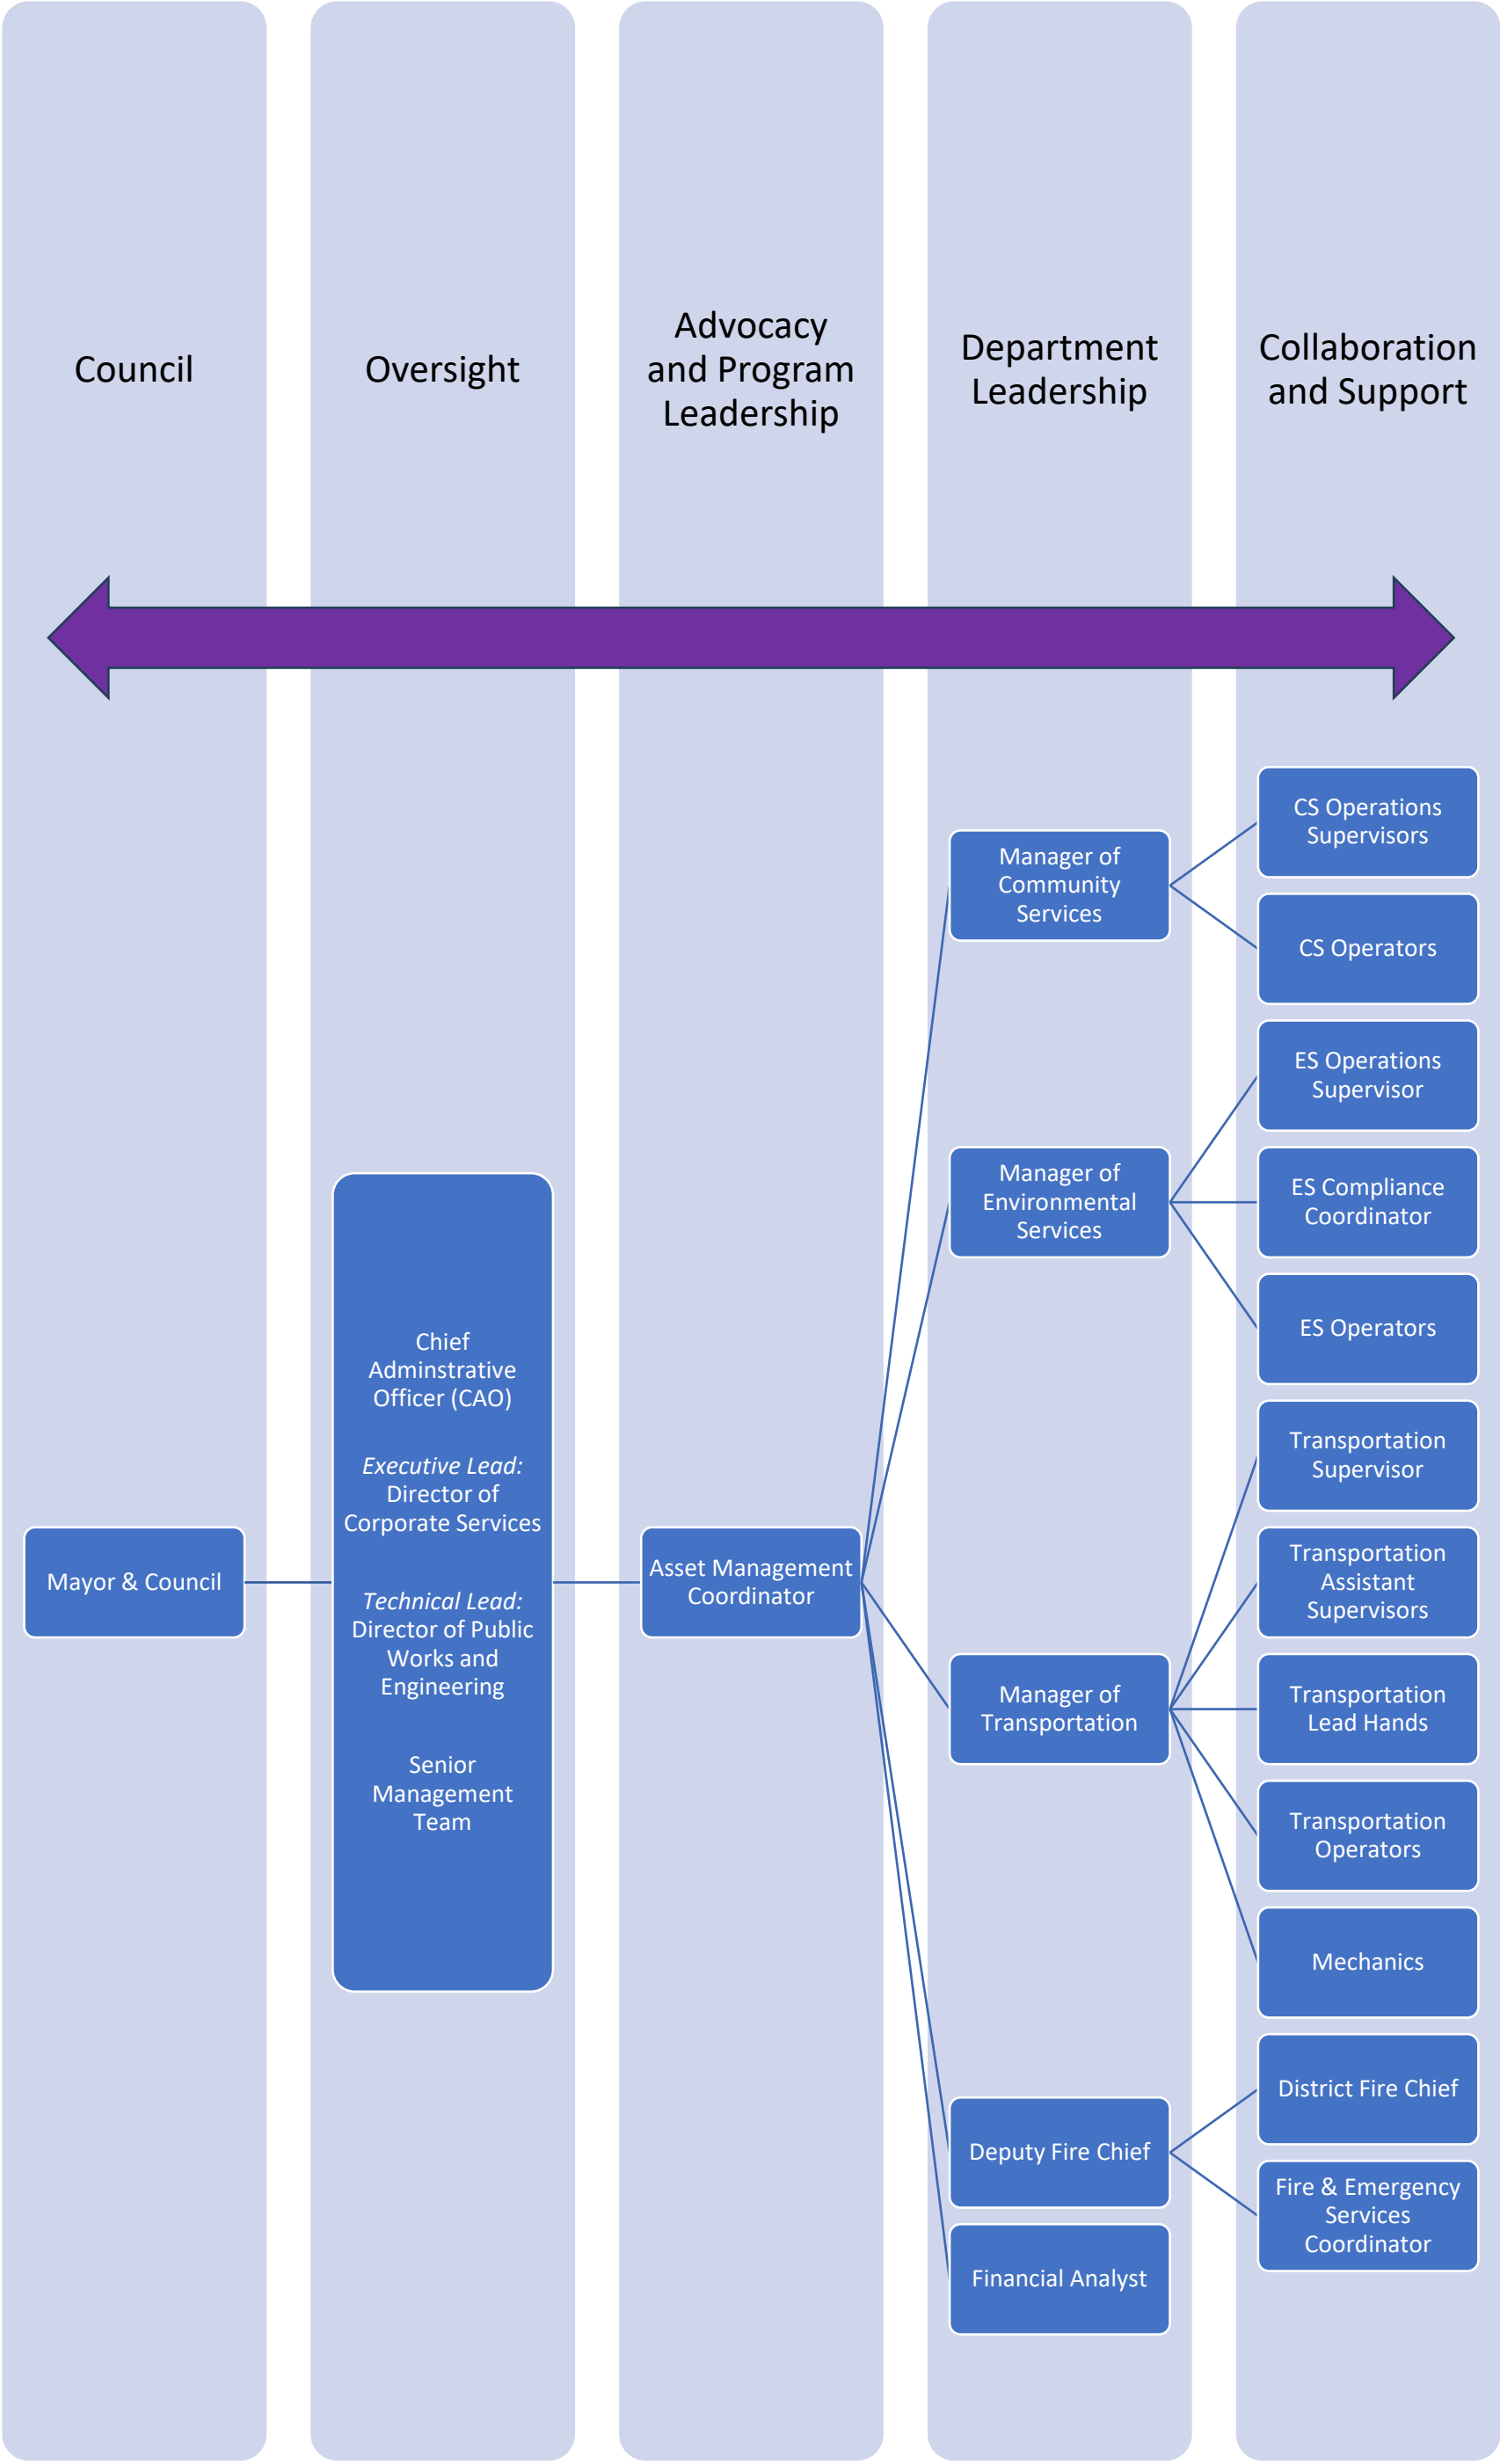 Council
Oversight
Advocacy
and Program
Leadership
Department
Leadership
Collaboration
and Support
Mayor & Council
Chief
Adminstrative
Officer (CAO)
Executive Lead:
Director of
Corporate Services
Technical Lead:
Director of Public
Works and
Engineering
Senior
Management
Team
Asset Management
Coordinator
Manager of
Community
Services
Manager of
Environmental
Services
Manager of
Transportation
Deputy Fire Chief
Financial Analyst
CS Operations
Supervisors
CS Operators
ES Operations
Supervisor
ES Compliance
Coordinator
ES Operators
Transportation
Supervisor
Transportation
Assistant
Supervisors
Transportation
Lead Hands
Transportation
Operators
Mechanics
District Fire Chief
Fire & Emergency
Services
Coordinator